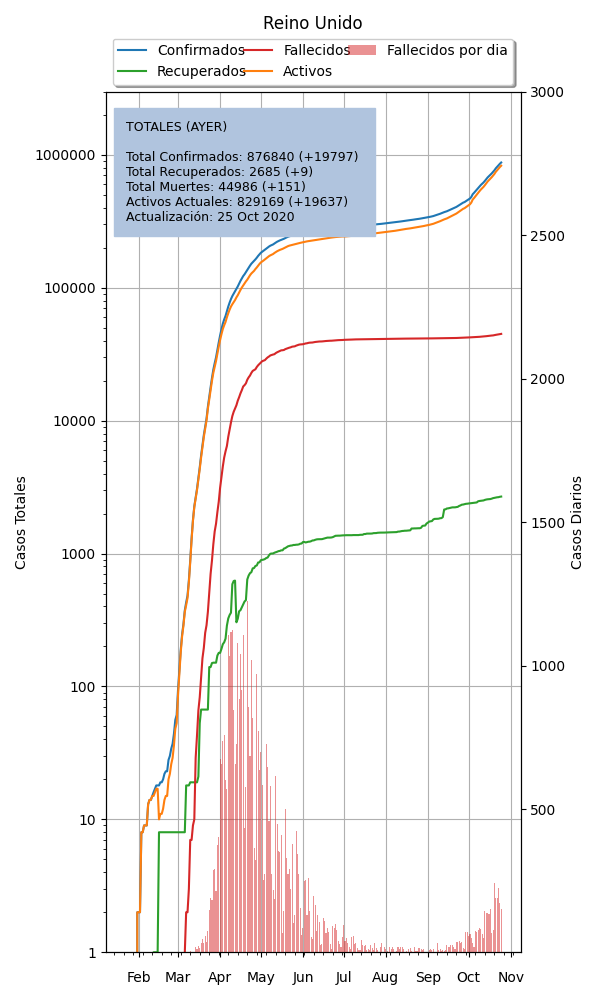 Reino Unido
Confirmados
Recuperados
Fallecidos
Activos
Fallecidos por dia
TOTALES (AYER)
Total Confirmados: 876840 (+19797)
Total Recuperados: 2685 (+9)
Total Muertes: 44986 (+151)
Activos Actuales: 829169 (+19637)
Actualización: 25 Oct 2020
Casos Totales
1000000
100000
10000
1000
100
10
1
3000
2500
2000
1500
1000
500
Casos Diarios
Feb Mar Apr May Jun Jul Aug Sep Oct Nov